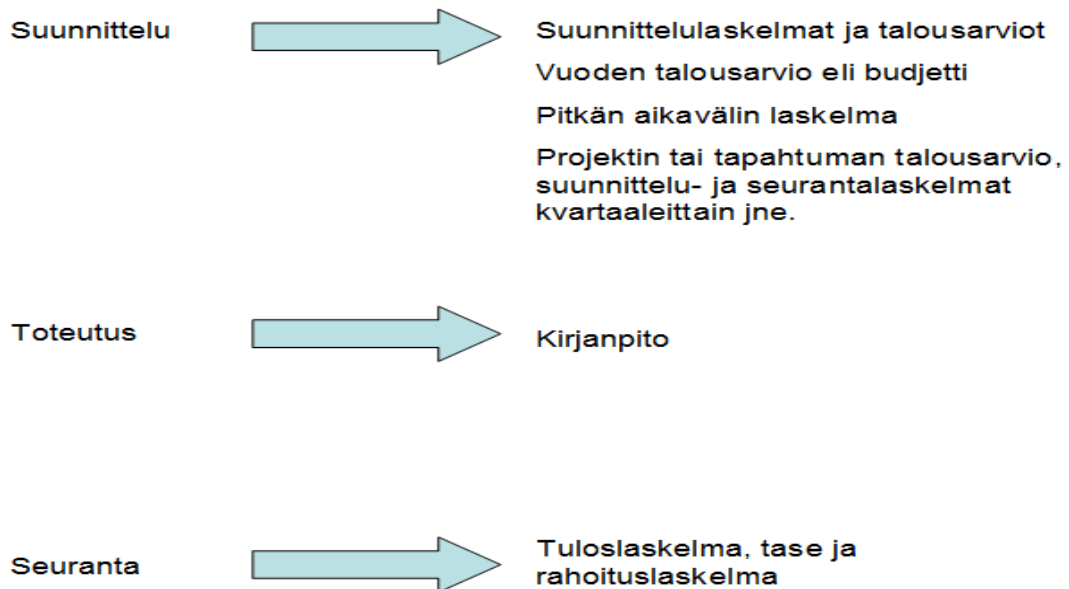 Suunnittelu
Suunnittelulaskelmat ja talousarviot
Vuoden talousarvio eli budjetti
Pitkän aikavälin laskelma
Projektin tai tapahtuman talousarvio,
suunnittelu- ja seurantalaskelmat
kvartaaleittain jne.
Toteutus
Kirjanpito
Seuranta
Tuloslaskelma, tase ja
rahoituslaskelma